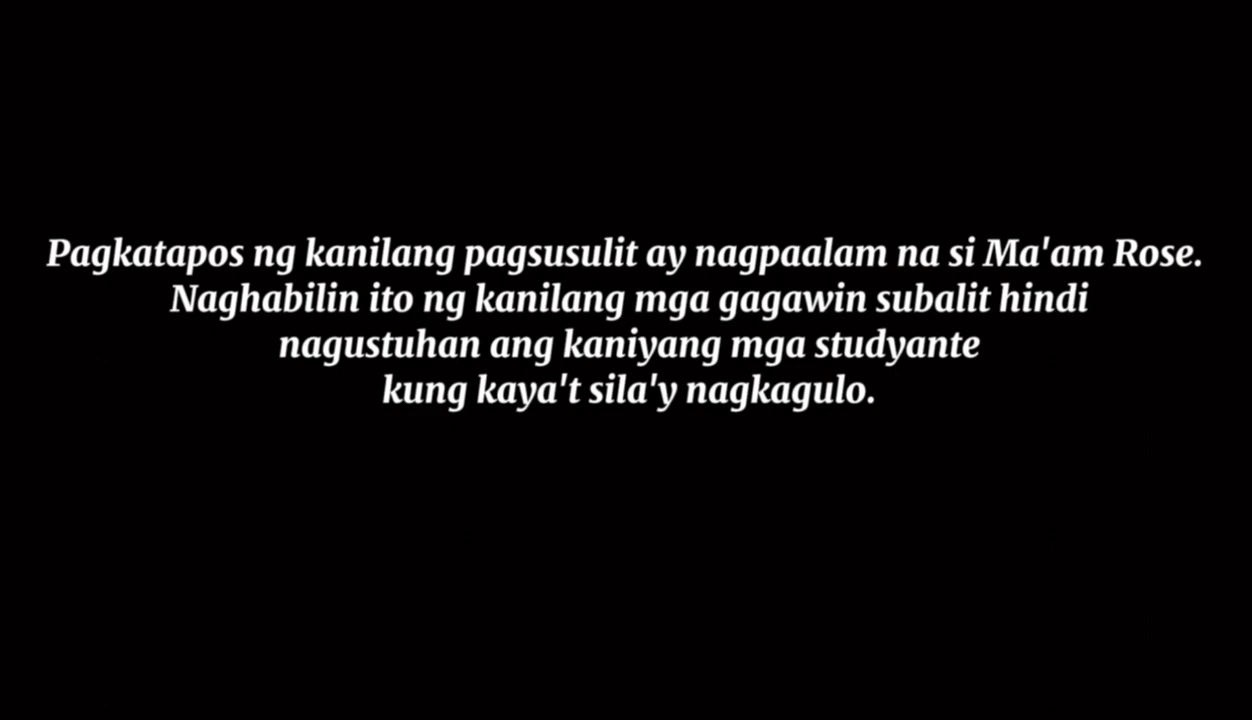 Pagkatapos ng kanilang pagsusulit ay nagpaalam na si Ma'am Rose.
Naghabilin ito ng kanilang mga gagawin subalit hindi
nagustuhan ang kaniyang mga studyante
kung kaya't sila'y nagkagulo.